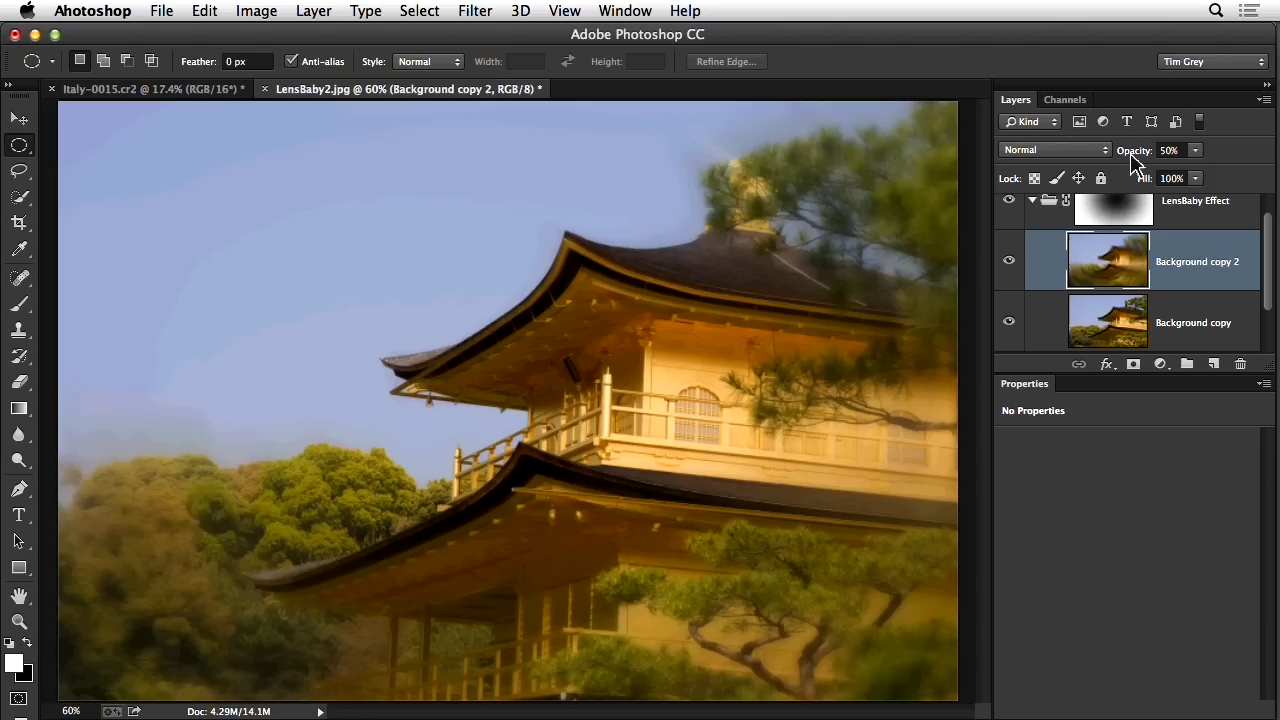 Ahotoshop File Edit Image Layer Type Select Filter 3D View Window Help
Adobe Photoshop CC
Feather: 0 px Anti-alias Style: Normal Width: Height: Refine Edge... Tim Grey
Italy-0015.cr2 @ 17.4% (RGB/16*) * LensBaby2.jpg @ 60% (Background copy 2, RGB/8) *
Layers Channels
Kind
Normal Opacity: 50%
Lock: Fill: 100%
LensBaby Effect
Background copy 2
Background copy
fx
Properties
No Properties
60% Doc: 4.29M/14.1M